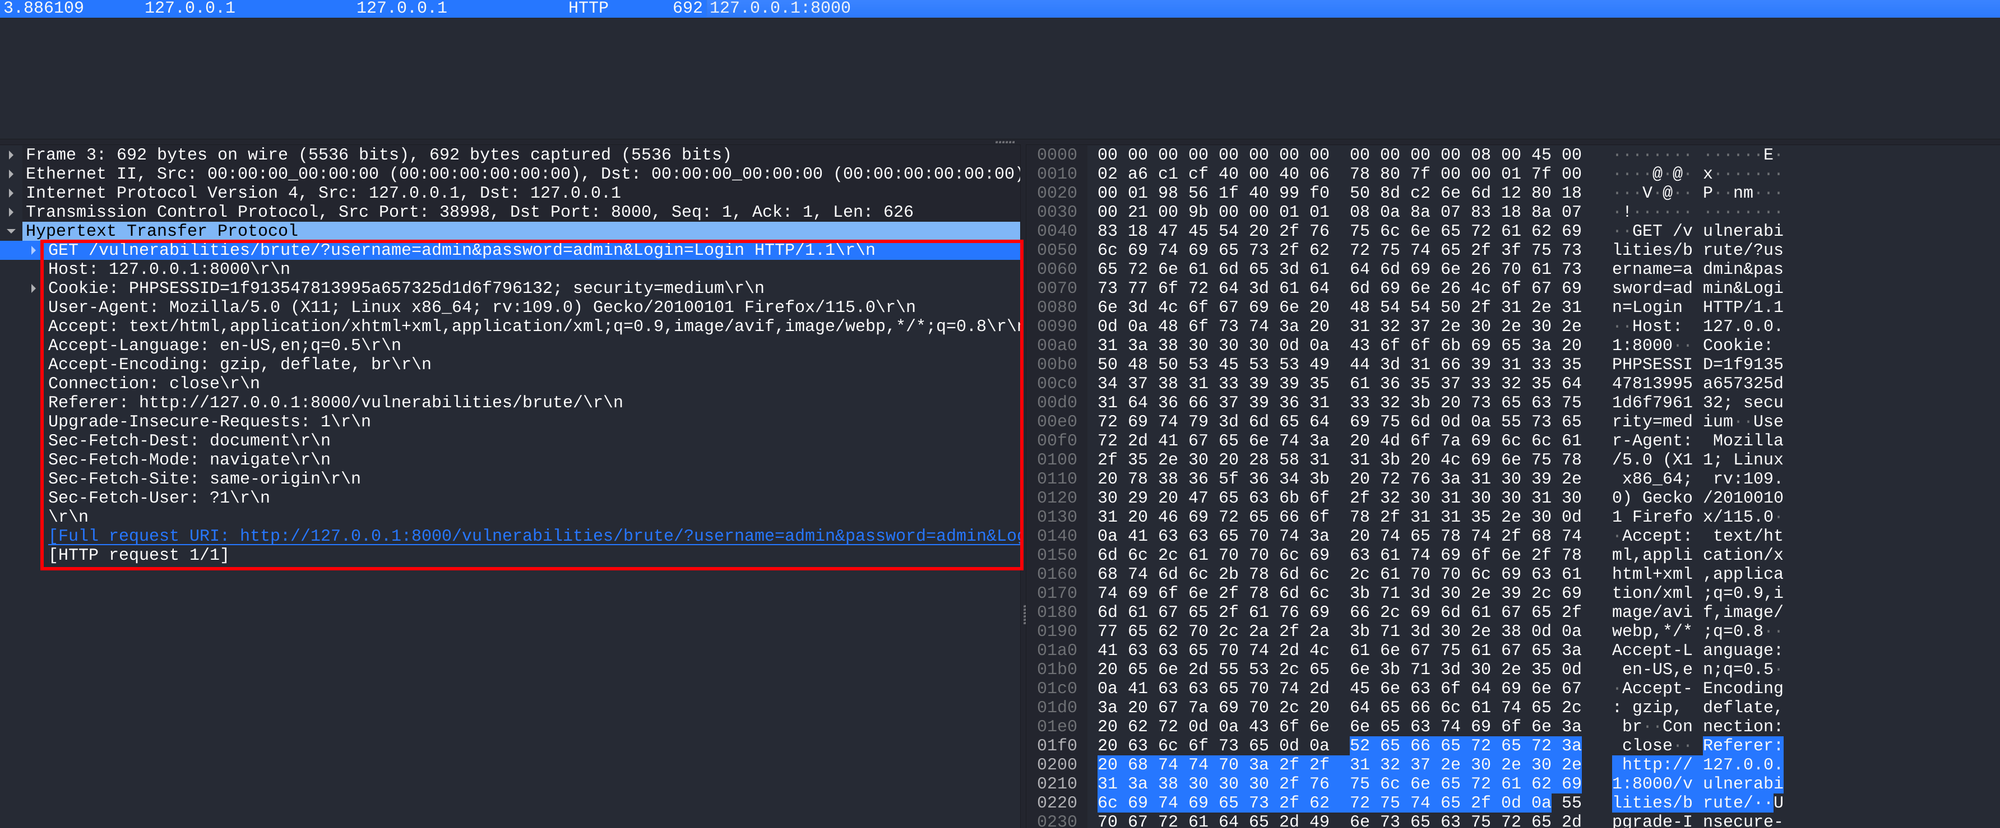 3.886109 127.0.0.1 127.0.0.1 HTTP 692 127.0.0.1:8000
Frame 3: 692 bytes on wire (5536 bits), 692 bytes captured (5536 bits)
Ethernet II, Src: 00:00:00_00:00:00 (00:00:00:00:00:00), Dst: 00:00:00_00:00:00 (00:00:00:00:00:00)
Internet Protocol Version 4, Src: 127.0.0.1, Dst: 127.0.0.1
Transmission Control Protocol, Src Port: 38998, Dst Port: 8000, Seq: 1, Ack: 1, Len: 626
Hypertext Transfer Protocol
GET /vulnerabilities/brute/?username=admin&password=admin&Login=Login HTTP/1.1\r\n
Host: 127.0.0.1:8000\r\n
Cookie: PHPSESSID=1f913547813995a657325d1d6f796132; security=medium\r\n
User-Agent: Mozilla/5.0 (X11; Linux x86_64; rv:109.0) Gecko/20100101 Firefox/115.0\r\n
Accept: text/html,application/xhtml+xml,application/xml;q=0.9,image/avif,image/webp,*/*;q=0.8\r\n
Accept-Language: en-US,en;q=0.5\r\n
Accept-Encoding: gzip, deflate, br\r\n
Connection: close\r\n
Referer: http://127.0.0.1:8000/vulnerabilities/brute/\r\n
Upgrade-Insecure-Requests: 1\r\n
Sec-Fetch-Dest: document\r\n
Sec-Fetch-Mode: navigate\r\n
Sec-Fetch-Site: same-origin\r\n
Sec-Fetch-User: ?1\r\n
\r\n
[Full request URI: http://127.0.0.1:8000/vulnerabilities/brute/?username=admin&password=admin&Log
[HTTP request 1/1]
0000 00 00 00 00 00 00 00 00 00 00 00 00 08 00 45 00 ········ ······E·
0010 02 a6 c1 cf 40 00 40 06 78 80 7f 00 00 01 7f 00 ····@·@· x·······
0020 00 01 98 56 1f 40 99 f0 50 8d c2 6e 6d 12 80 18 ···V·@·· P··nm···
0030 00 21 00 9b 00 00 01 01 08 0a 8a 07 83 18 8a 07 ·!······ ········
0040 83 18 47 45 54 20 2f 76 75 6c 6e 65 72 61 62 69 ··GET /v ulnerabi
0050 6c 69 74 69 65 73 2f 62 72 75 74 65 2f 3f 75 73 lities/b rute/?us
0060 65 72 6e 61 6d 65 3d 61 64 6d 69 6e 26 70 61 73 ername=a dmin&pas
0070 73 77 6f 72 64 3d 61 64 6d 69 6e 26 4c 6f 67 69 sword=ad min&Logi
0080 6e 3d 4c 6f 67 69 6e 20 48 54 54 50 2f 31 2e 31 n=Login HTTP/1.1
0090 0d 0a 48 6f 73 74 3a 20 31 32 37 2e 30 2e 30 2e ··Host: 127.0.0.
00a0 31 3a 38 30 30 30 0d 0a 43 6f 6f 6b 69 65 3a 20 1:8000·· Cookie:
00b0 50 48 50 53 45 53 53 49 44 3d 31 66 39 31 33 35 PHPSESSI D=1f9135
00c0 34 37 38 31 33 39 39 35 61 36 35 37 33 32 35 64 47813995 a657325d
00d0 31 64 36 66 37 39 36 31 33 32 3b 20 73 65 63 75 1d6f7961 32; secu
00e0 72 69 74 79 3d 6d 65 64 69 75 6d 0d 0a 55 73 65 rity=med ium··Use
00f0 72 2d 41 67 65 6e 74 3a 20 4d 6f 7a 69 6c 6c 61 r-Agent: Mozilla
0100 2f 35 2e 30 20 28 58 31 31 3b 20 4c 69 6e 75 78 /5.0 (X1 1; Linux
0110 20 78 38 36 5f 36 34 3b 20 72 76 3a 31 30 39 2e x86_64; rv:109.
0120 30 29 20 47 65 63 6b 6f 2f 32 30 31 30 30 31 30 0) Gecko /2010010
0130 31 20 46 69 72 65 66 6f 78 2f 31 31 35 2e 30 0d 1 Firefo x/115.0·
0140 0a 41 63 63 65 70 74 3a 20 74 65 78 74 2f 68 74 ·Accept: text/ht
0150 6d 6c 2c 61 70 70 6c 69 63 61 74 69 6f 6e 2f 78 ml,appli cation/x
0160 68 74 6d 6c 2b 78 6d 6c 2c 61 70 70 6c 69 63 61 html+xml ,applica
0170 74 69 6f 6e 2f 78 6d 6c 3b 71 3d 30 2e 39 2c 69 tion/xml ;q=0.9,i
0180 6d 61 67 65 2f 61 76 69 66 2c 69 6d 61 67 65 2f mage/avi f,image/
0190 77 65 62 70 2c 2a 2f 2a 3b 71 3d 30 2e 38 0d 0a webp,*/* ;q=0.8··
01a0 41 63 63 65 70 74 2d 4c 61 6e 67 75 61 67 65 3a Accept-L anguage:
01b0 20 65 6e 2d 55 53 2c 65 6e 3b 71 3d 30 2e 35 0d en-US,e n;q=0.5·
01c0 0a 41 63 63 65 70 74 2d 45 6e 63 6f 64 69 6e 67 ·Accept- Encoding
01d0 3a 20 67 7a 69 70 2c 20 64 65 66 6c 61 74 65 2c : gzip, deflate,
01e0 20 62 72 0d 0a 43 6f 6e 6e 65 63 74 69 6f 6e 3a br··Con nection:
01f0 20 63 6c 6f 73 65 0d 0a 52 65 66 65 72 65 72 3a close·· Referer:
0200 20 68 74 74 70 3a 2f 2f 31 32 37 2e 30 2e 30 2e http:// 127.0.0.
0210 31 3a 38 30 30 30 2f 76 75 6c 6e 65 72 61 62 69 1:8000/v ulnerabi
0220 6c 69 74 69 65 73 2f 62 72 75 74 65 2f 0d 0a 55 lities/b rute/··U
0230 70 67 72 61 64 65 2d 49 6e 73 65 63 75 72 65 2d pgrade-I nsecure-